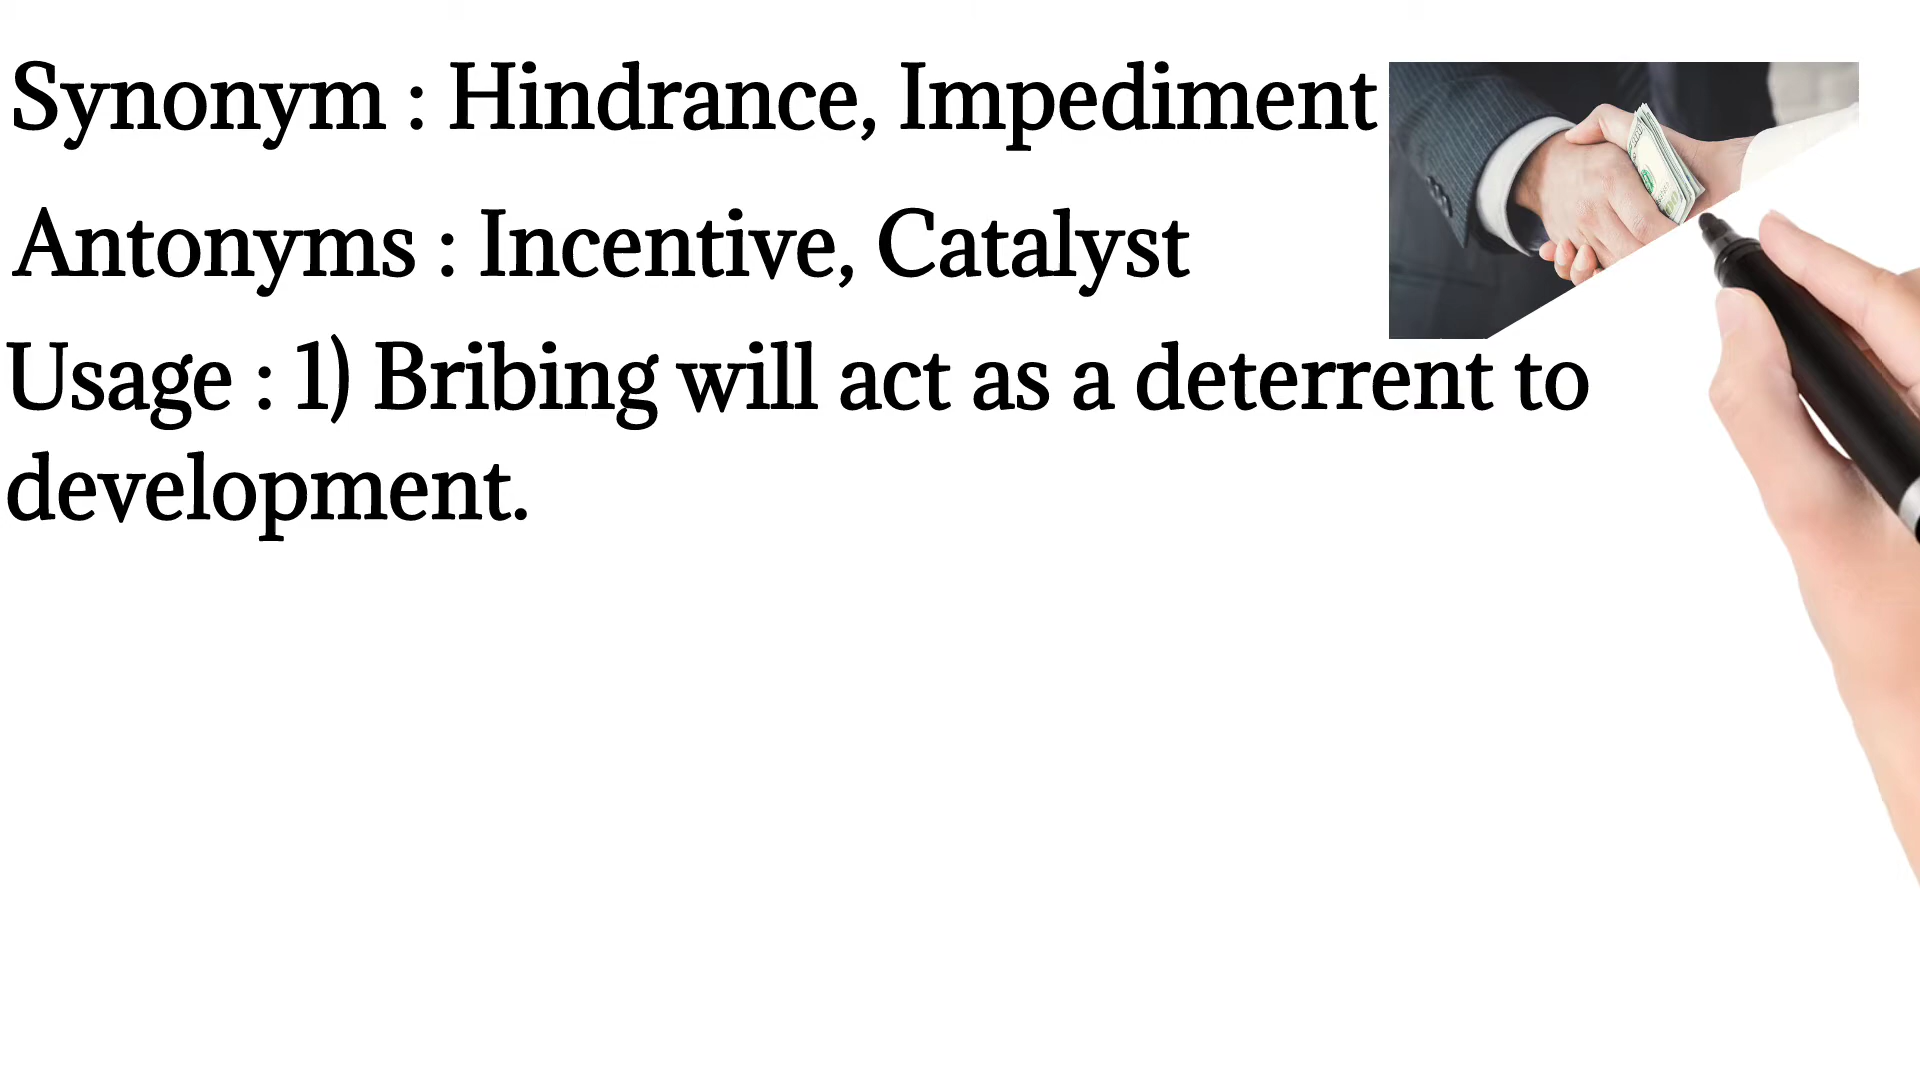 Synonym : Hindrance, Impediment
Antonyms : Incentive, Catalyst
Usage : 1) Bribing will act as a deterrent to
development.